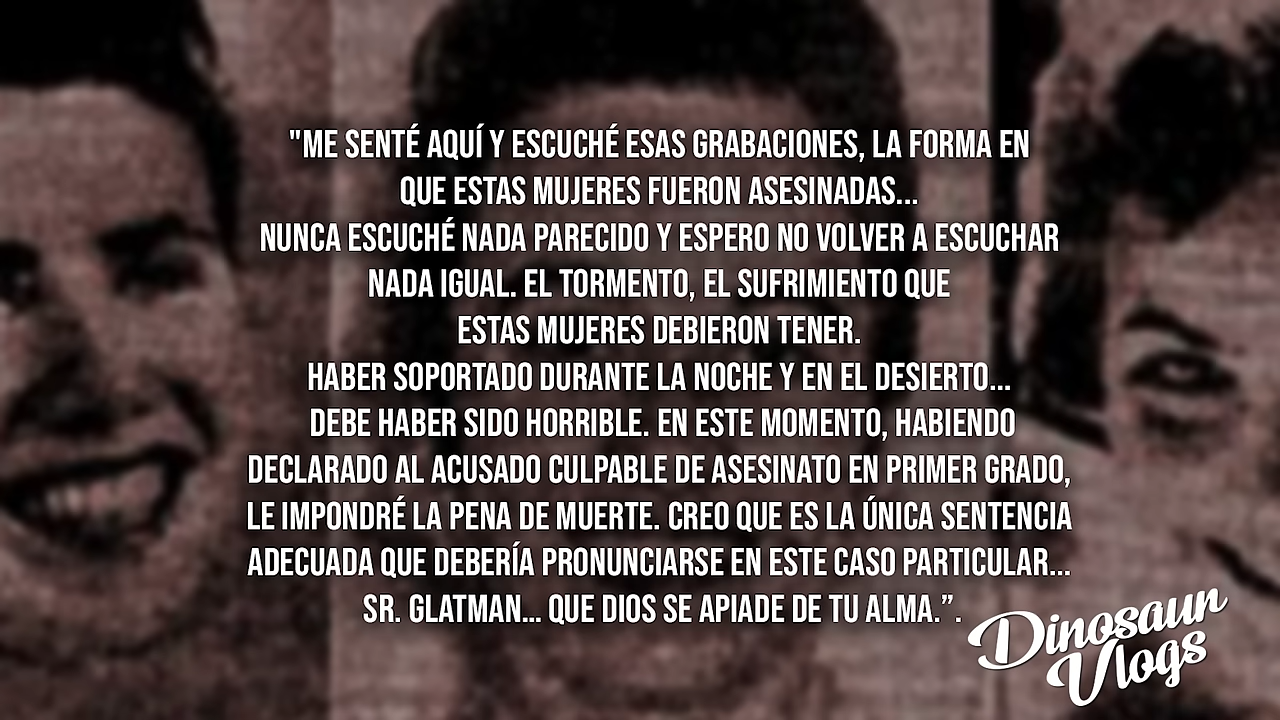 "ME SENTÉ AQUÍ Y ESCUCHÉ ESAS GRABACIONES, LA FORMA EN
QUE ESTAS MUJERES FUERON ASESINADAS...
NUNCA ESCUCHÉ NADA PARECIDO Y ESPERO NO VOLVER A ESCUCHAR
NADA IGUAL. EL TORMENTO, EL SUFRIMIENTO QUE
ESTAS MUJERES DEBIERON TENER.
HABER SOPORTADO DURANTE LA NOCHE Y EN EL DESIERTO...
DEBE HABER SIDO HORRIBLE. EN ESTE MOMENTO, HABIENDO
DECLARADO AL ACUSADO CULPABLE DE ASESINATO EN PRIMER GRADO,
LE IMPONDRÉ LA PENA DE MUERTE. CREO QUE ES LA ÚNICA SENTENCIA
ADECUADA QUE DEBERÍA PRONUNCIARSE EN ESTE CASO PARTICULAR...
SR. GLATMAN... QUE DIOS SE APIADE DE TU ALMA.”.
Dinosaun
Vlogs